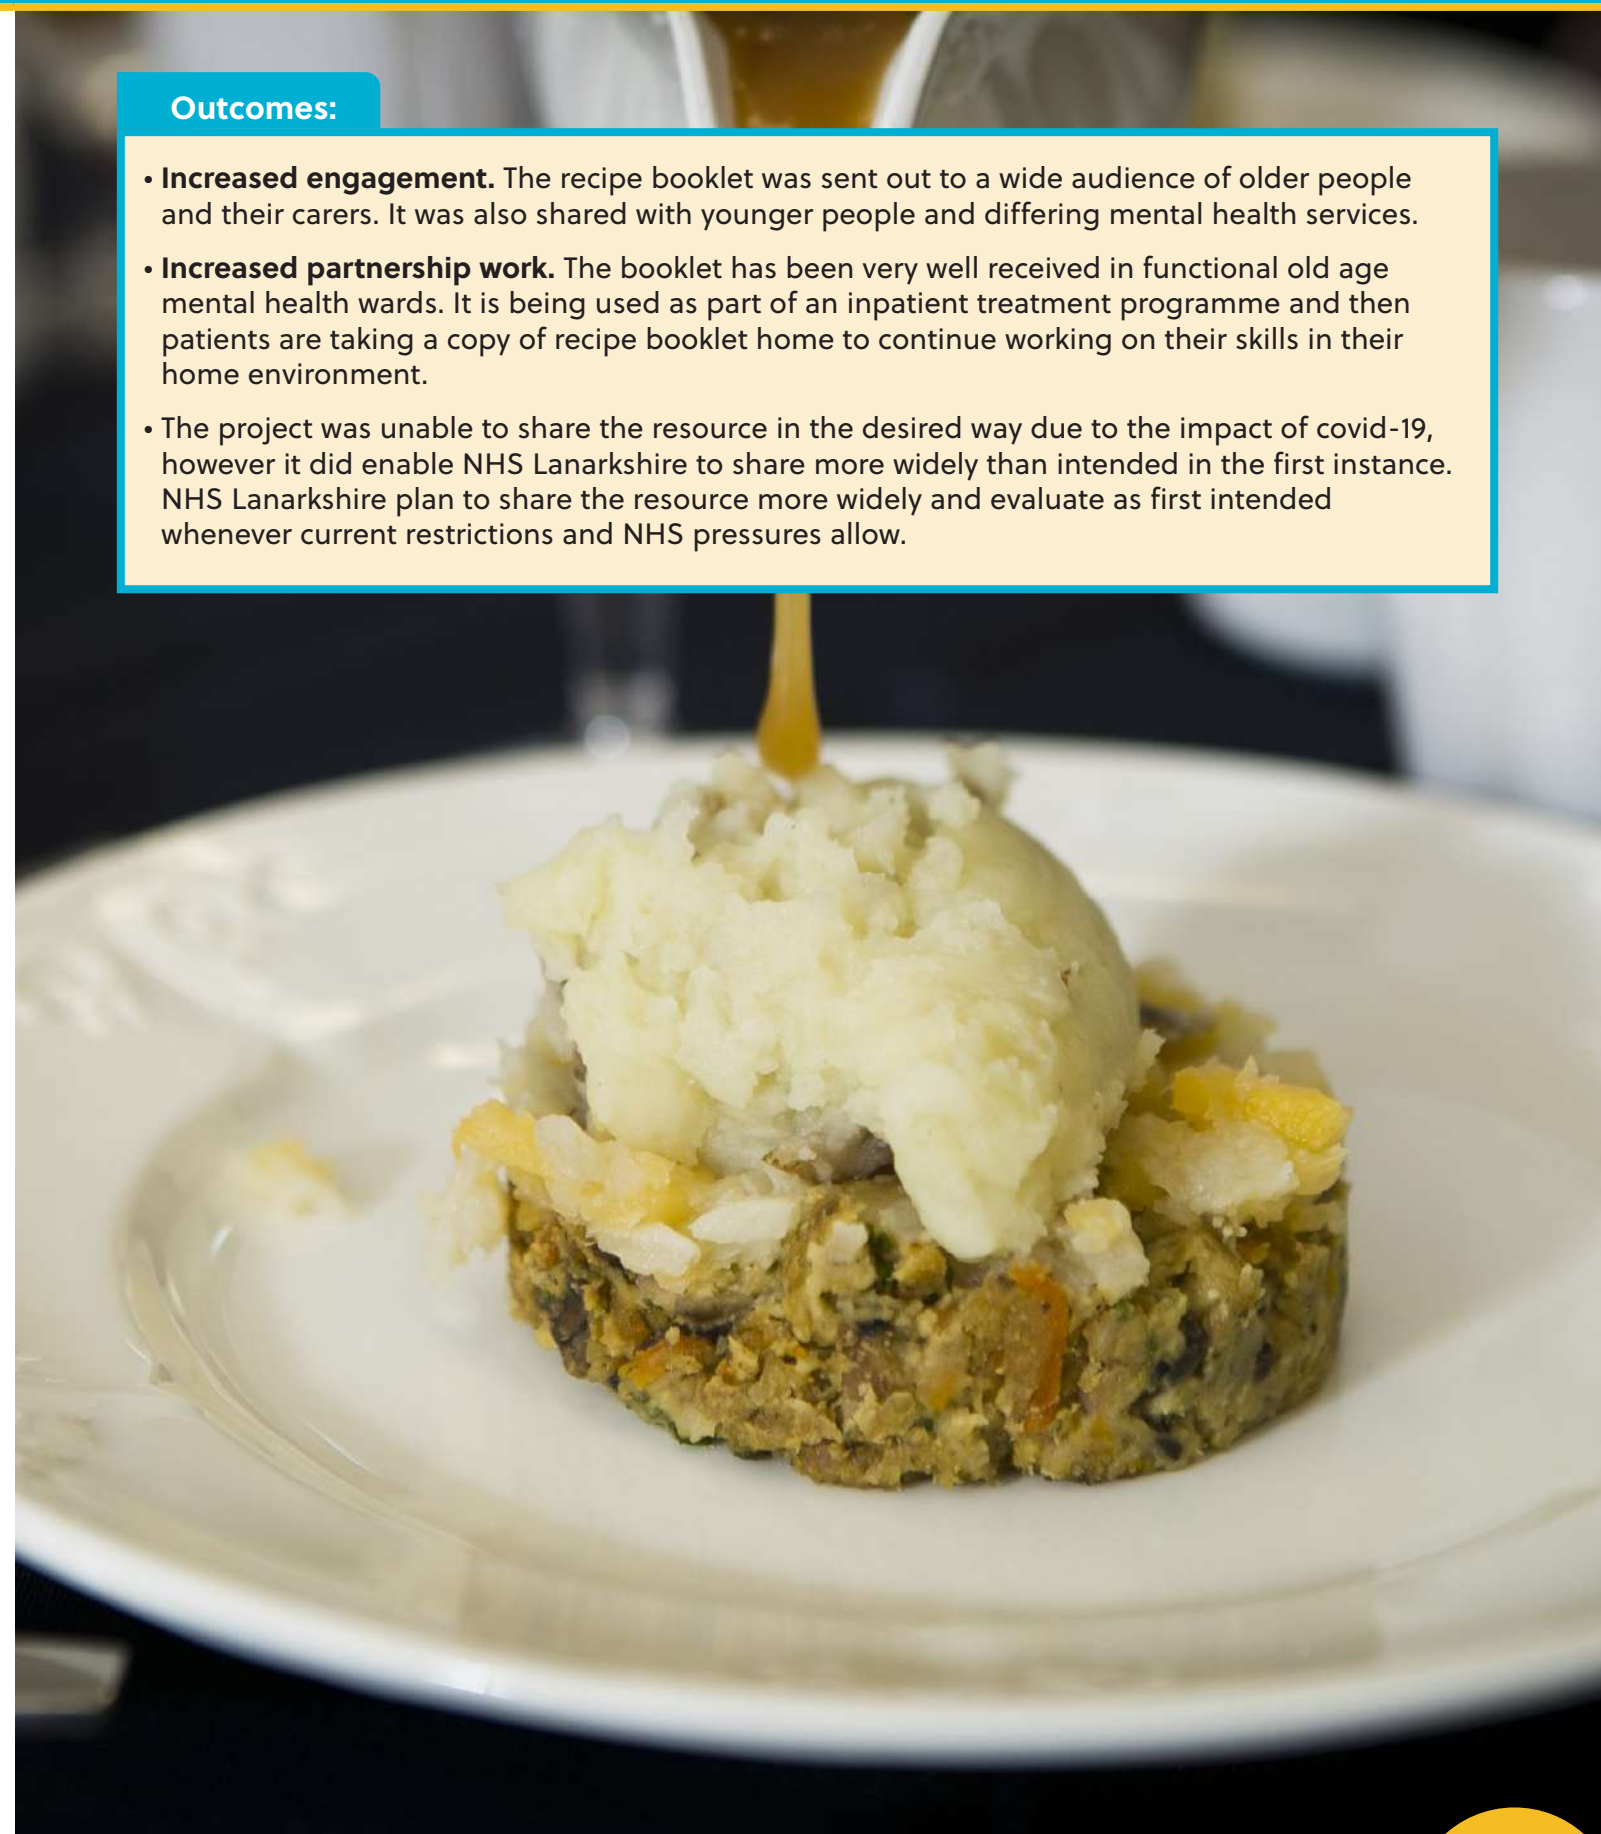 Outcomes:
• Increased engagement. The recipe booklet was sent out to a wide audience of older people
and their carers. It was also shared with younger people and differing mental health services.
• Increased partnership work. The booklet has been very well received in functional old age
mental health wards. It is being used as part of an inpatient treatment programme and then
patients are taking a copy of recipe booklet home to continue working on their skills in their
home environment.
• The project was unable to share the resource in the desired way due to the impact of covid-19,
however it did enable NHS Lanarkshire to share more widely than intended in the first instance.
NHS Lanarkshire plan to share the resource more widely and evaluate as first intended
whenever current restrictions and NHS pressures allow.